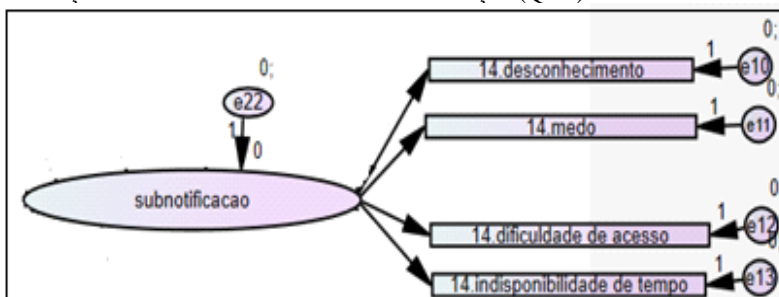 0;
14.desconhecimento
1
e10
0;
0;
e22
14.medo
1
e11
1
0
subnotificacao
0
14.dificuldade de acesso
1
e12
14.indisponibilidade de tempo
1
e13